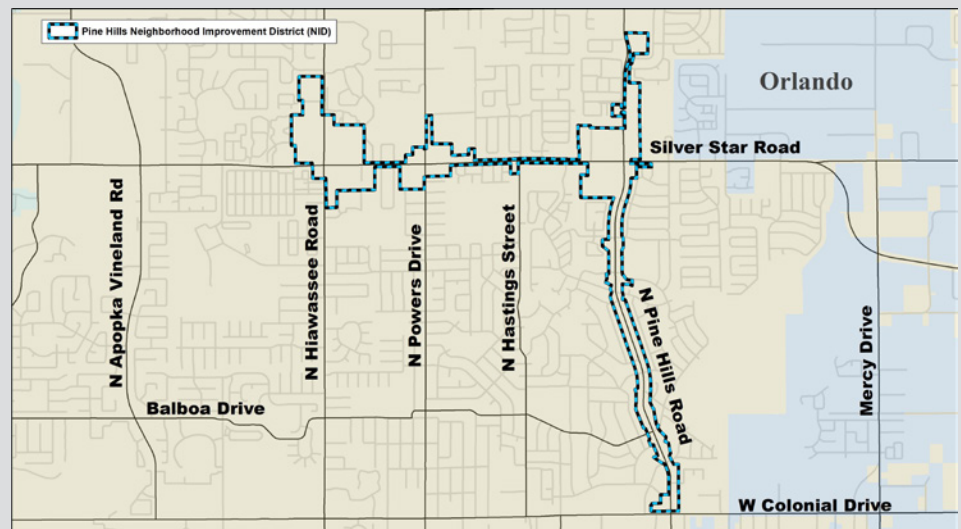 Pine Hills Neighborhood Improvement District (NID)
Orlando
Silver Star Road
N Apopka Vineland Rd
N Hiawassee Road
N Powers Drive
N Hastings Street
N Pine Hills Road
Mercy Drive
Balboa Drive
W Colonial Drive